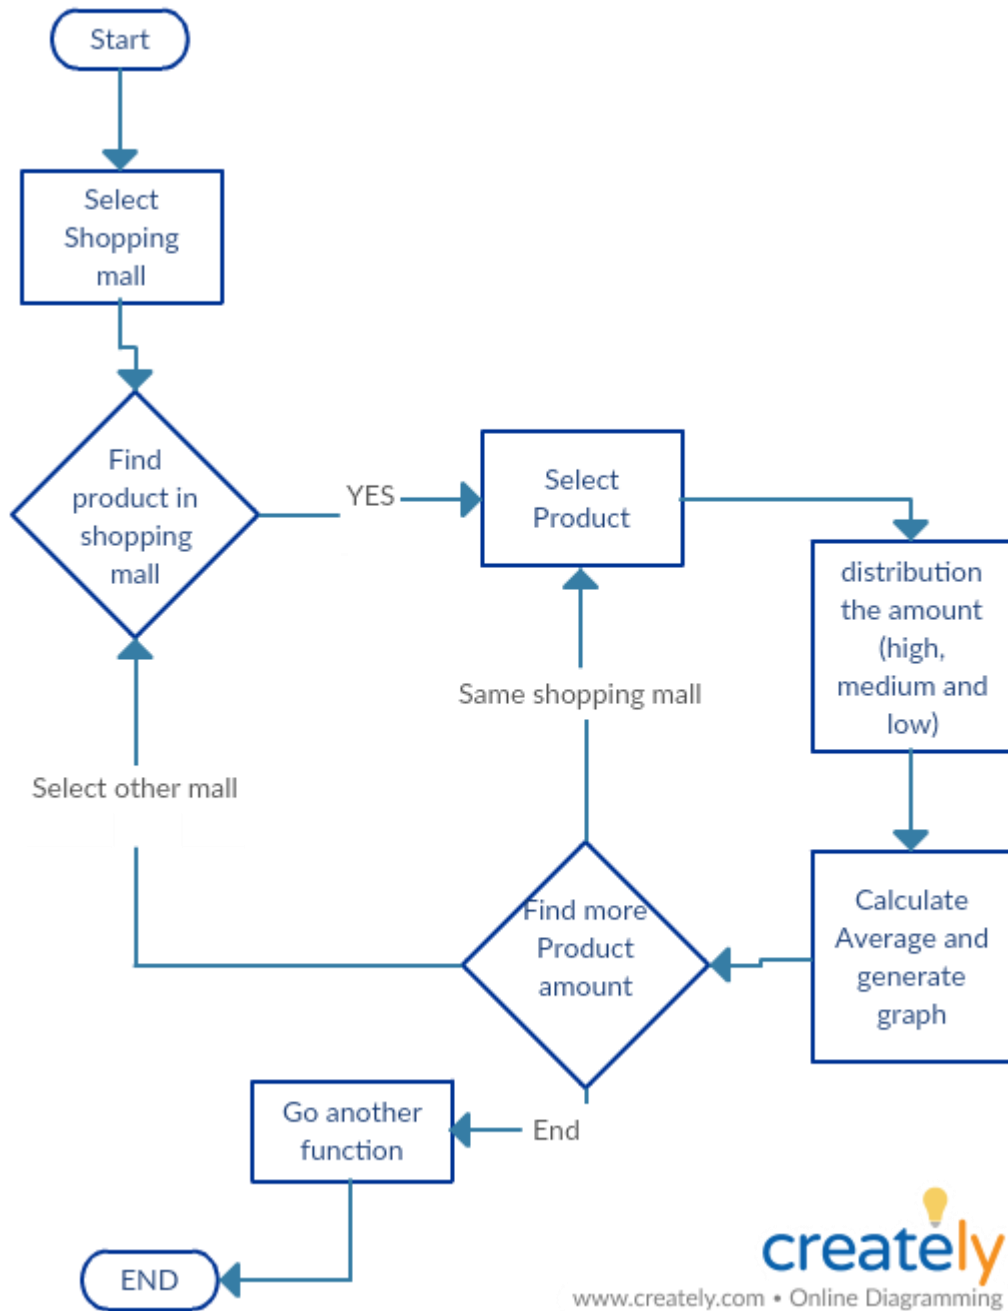 Start
Select
Shopping
mall
Find
product in
shopping
mall
YES
Select
Product
distribution
the amount
(high,
medium and
low)
Same shopping mall
Select other mall
Find more
Product
amount
Calculate
Average and
generate
graph
Go another
function
End
END
creately
www.creately.com • Online Diagramming